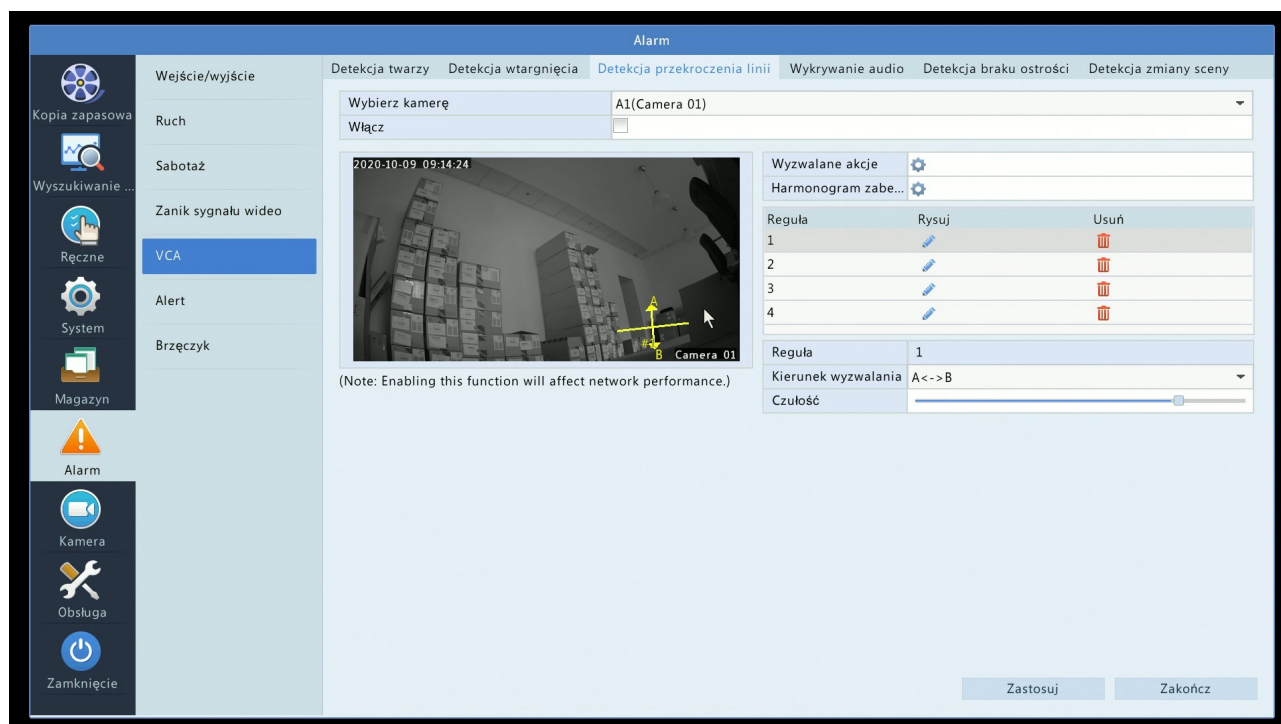 Alarm
Kopia zapasowa
Wyszukiwanie ...
Ręczne
System
Magazyn
Alarm
Kamera
Obsługa
Zamknięcie
Wejście/wyjście
Ruch
Sabotaż
Zanik sygnału wideo
VCA
Alert
Brzęczyk
Detekcja twarzy Detekcja wtargnięcia Detekcja przekroczenia linii Wykrywanie audio Detekcja braku ostrości Detekcja zmiany sceny
Wybierz kamerę A1(Camera 01)
Włącz
2020-10-09 09:14:24
A
B Camera 01
(Note: Enabling this function will affect network performance.)
Wyzwalane akcje
Harmonogram zabe...
Reguła Rysuj Usuń
1
2
3
4
Reguła 1
Kierunek wyzwalania A<->B
Czułość
Zastosuj Zakończ